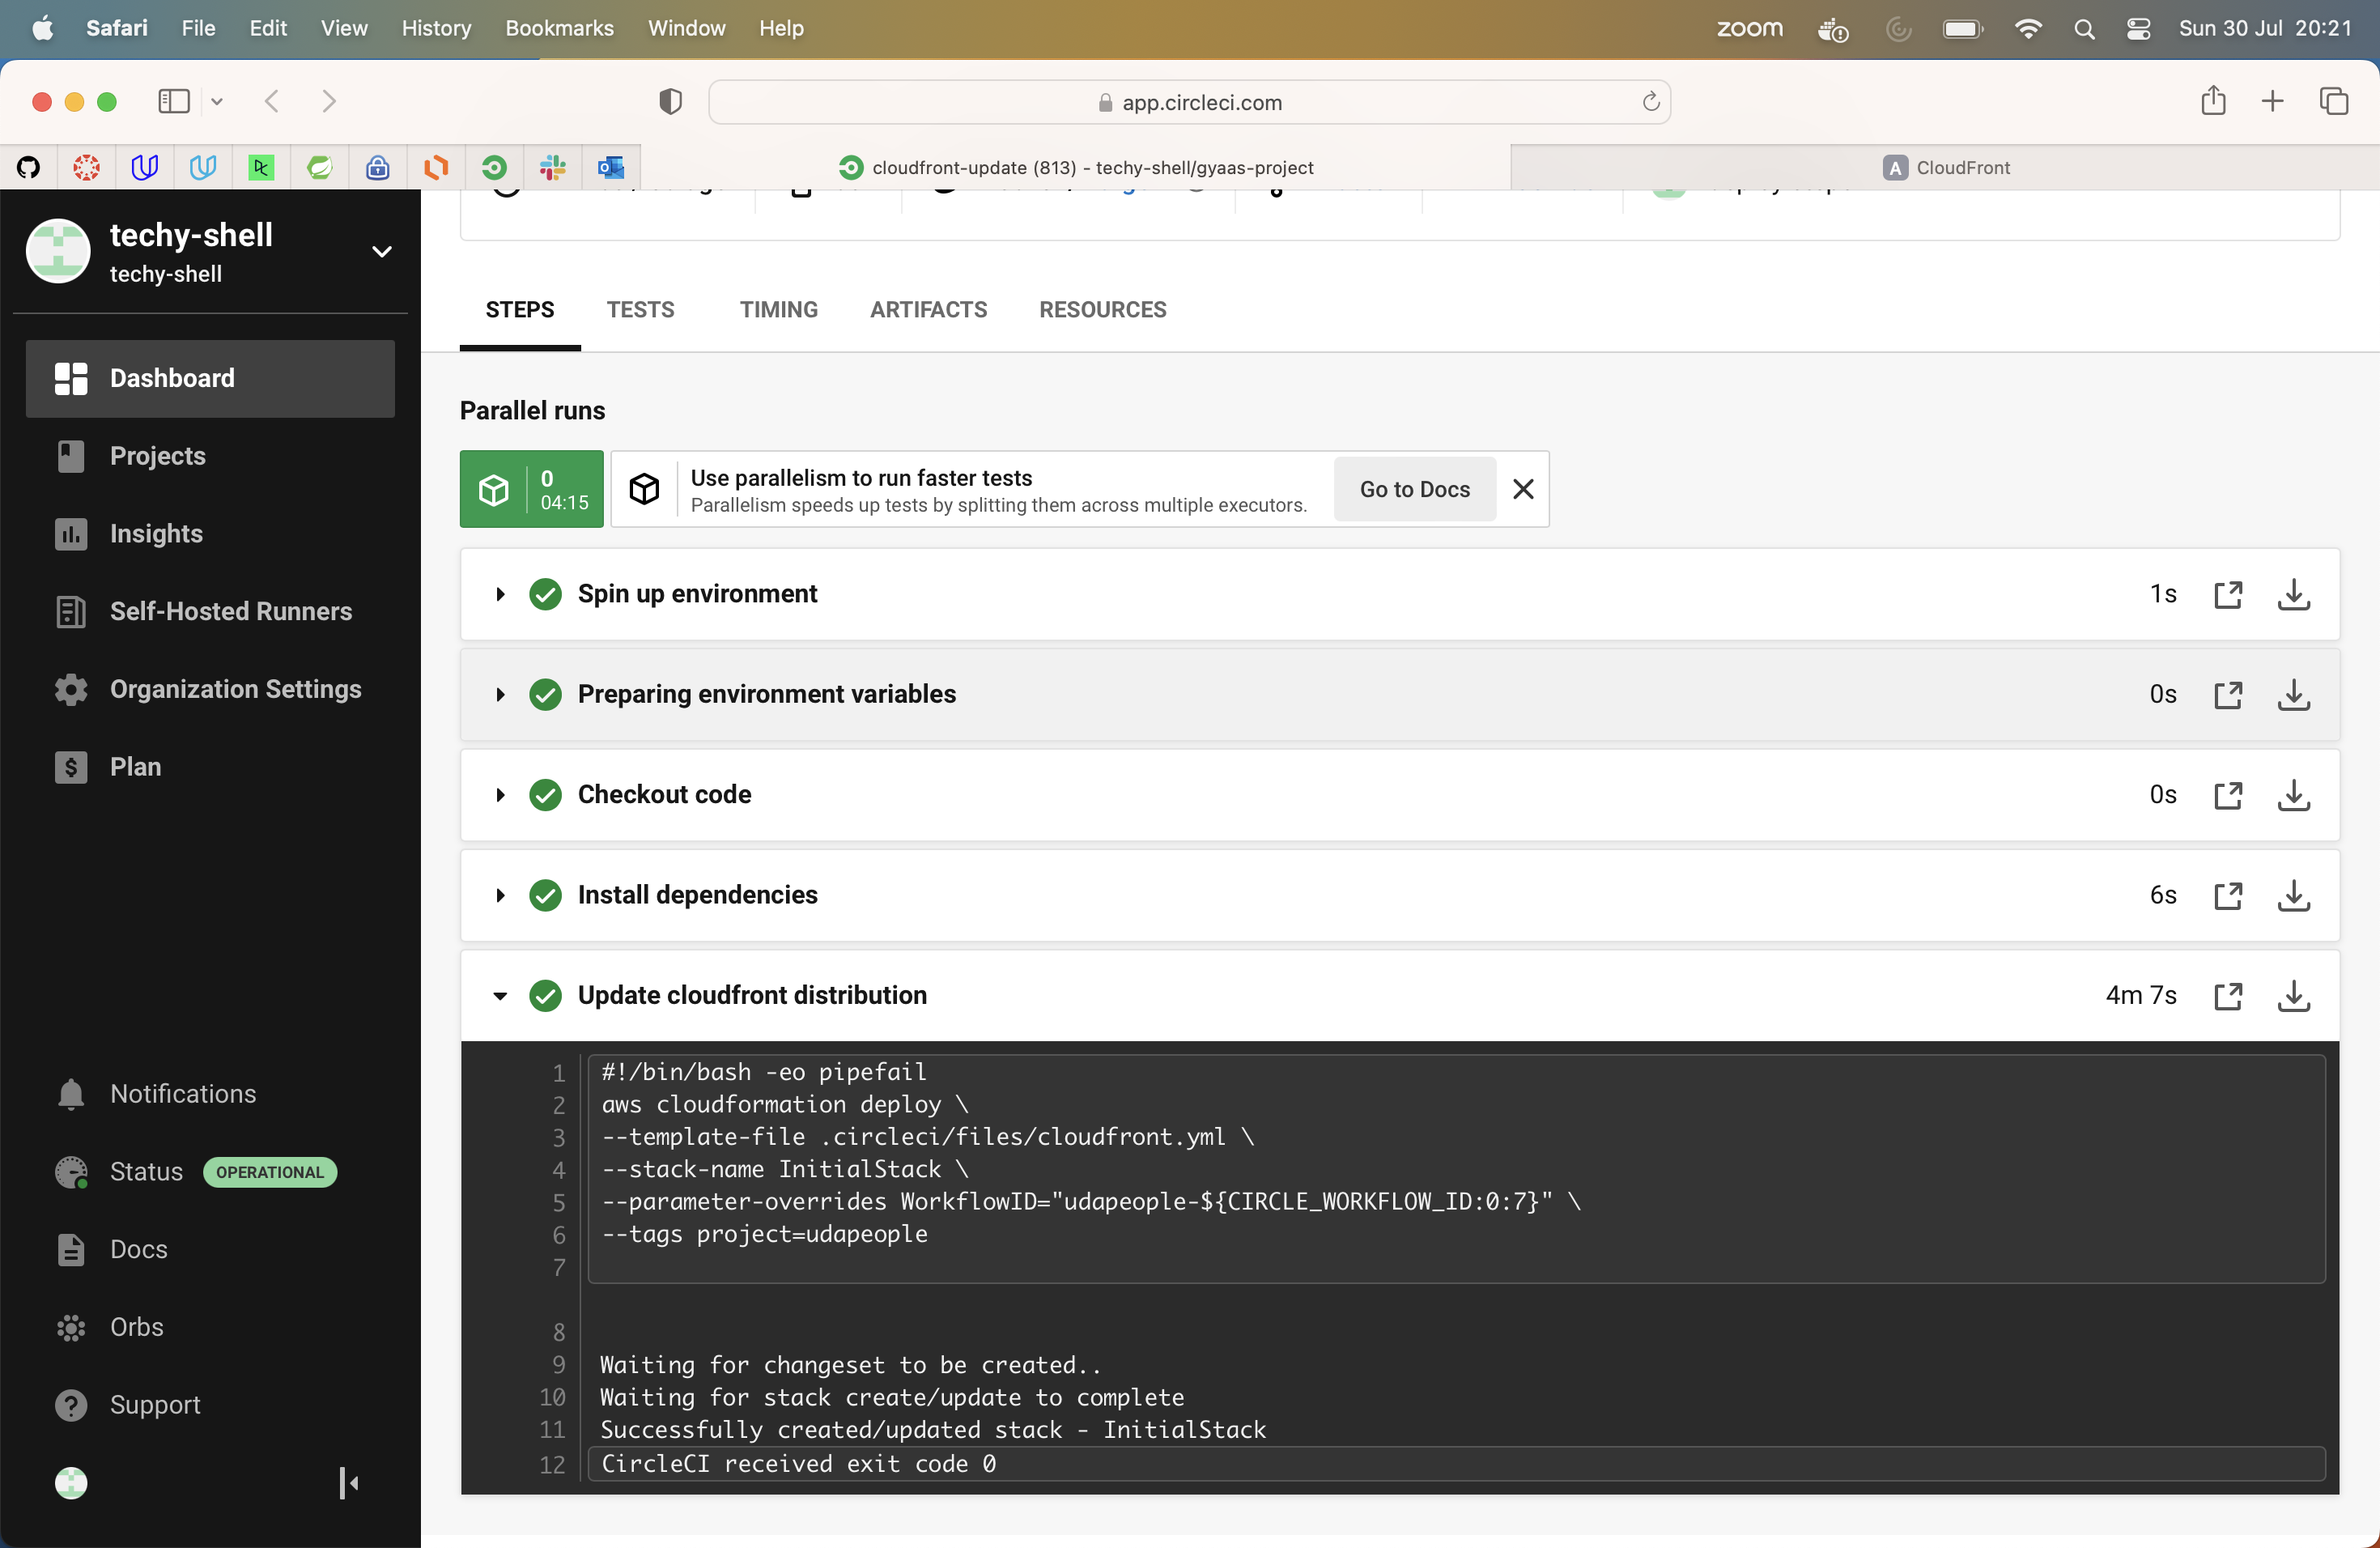 Safari File Edit View History Bookmarks Window Help
zoom Sun 30 Jul 20:21
app.circleci.com
cloudfront-update (813) - techy-shell/gyaas-project
A CloudFront
techy-shell
techy-shell
Dashboard
Projects
Insights
Self-Hosted Runners
Organization Settings
Plan
Notifications
Status OPERATIONAL
Docs
Orbs
Support
STEPS TESTS TIMING ARTIFACTS RESOURCES
Parallel runs
0
04:15
Use parallelism to run faster tests
Parallelism speeds up tests by splitting them across multiple executors.
Go to Docs
Spin up environment 1s
Preparing environment variables 0s
Checkout code 0s
Install dependencies 6s
Update cloudfront distribution 4m 7s
1 #!/bin/bash -eo pipefail
2 aws cloudformation deploy \
3 --template-file .circleci/files/cloudfront.yml \
4 --stack-name InitialStack \
5 --parameter-overrides WorkflowID="udapeople-${CIRCLE_WORKFLOW_ID:0:7}" \
6 --tags project=udapeople
7
8
9 Waiting for changeset to be created..
10 Waiting for stack create/update to complete
11 Successfully created/updated stack - InitialStack
12 CircleCI received exit code 0